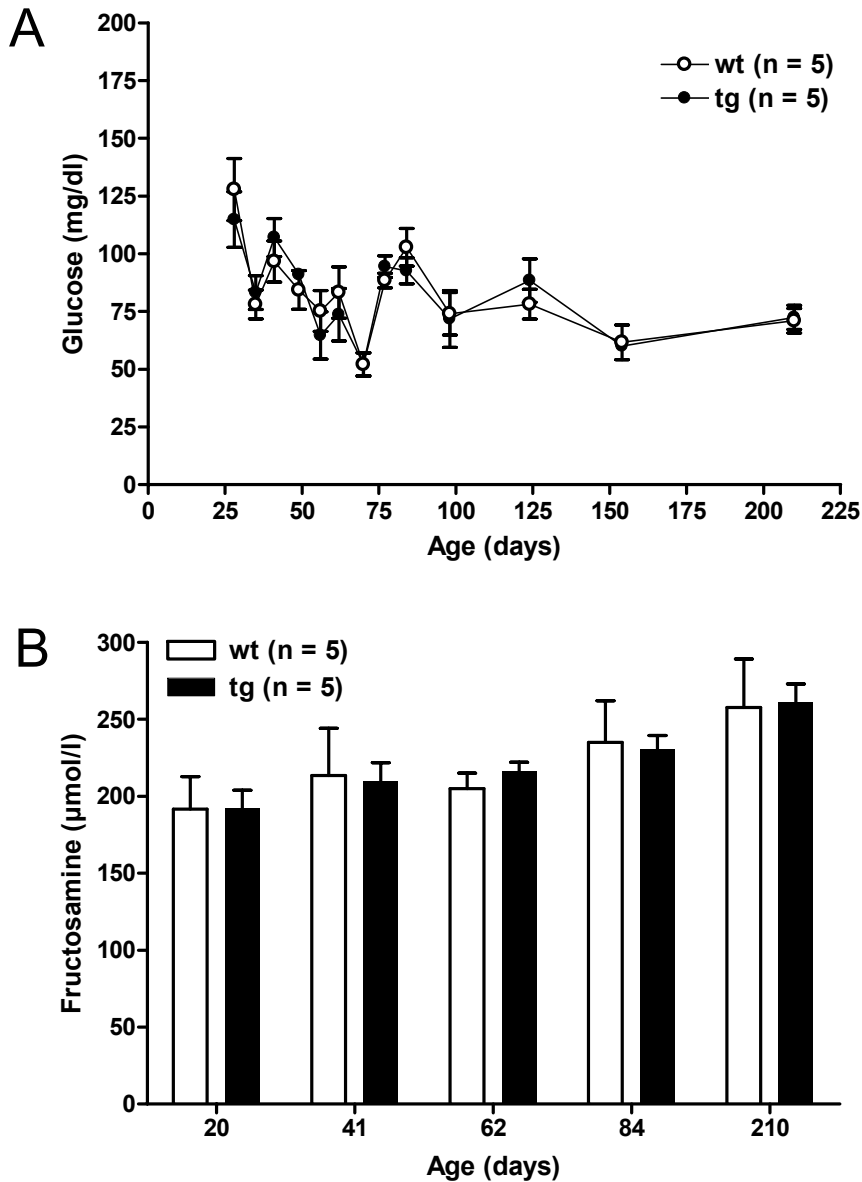 A
200
175
150
125
100
75
50
25
0
Glucose (mg/dl)
wt (n = 5)
tg (n = 5)
0 25 50 75 100 125 150 175 200 225
Age (days)
B
300
250
200
150
100
50
0
Fructosamine (µmol/l)
wt (n = 5)
tg (n = 5)
20 41 62 84 210
Age (days)